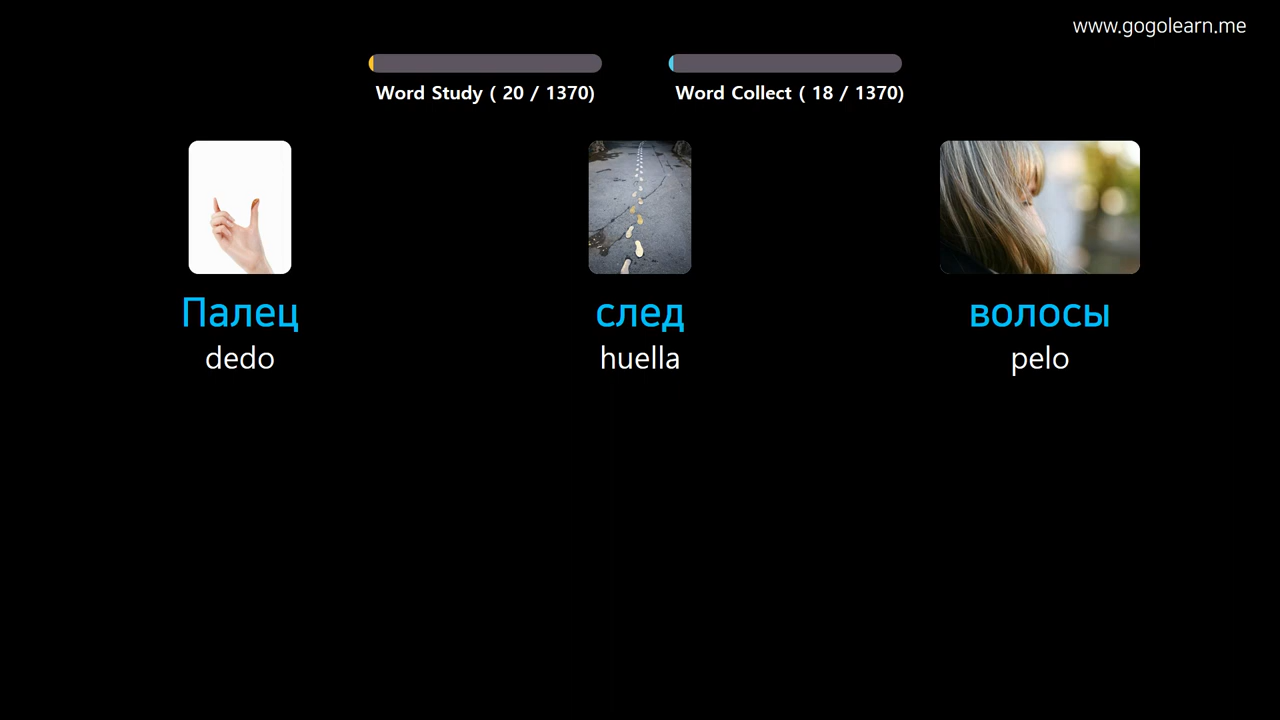 www.gogolearn.me
Word Study ( 20 / 1370)
Word Collect ( 18 / 1370)
Палец
dedo
след
huella
волосы
pelo